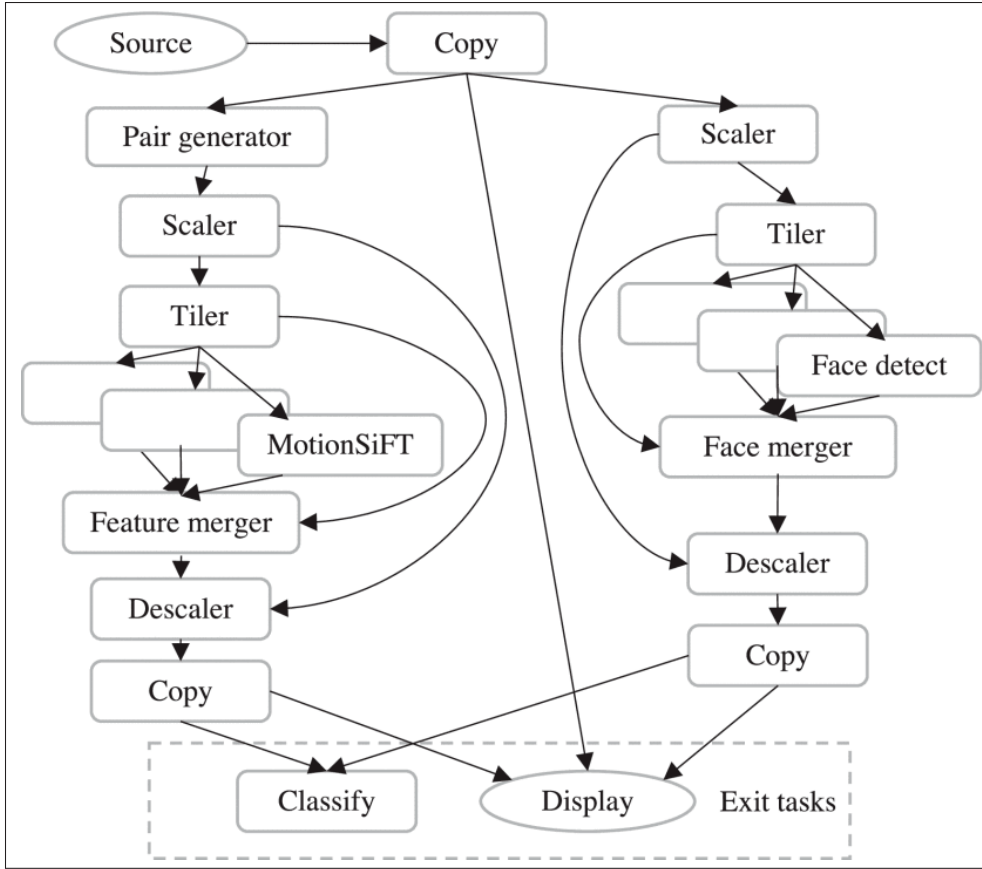 Source
Copy
Pair generator
Scaler
Scaler
Tiler
Tiler
Face detect
MotionSiFT
Face merger
Feature merger
Descaler
Descaler
Copy
Copy
Classify
Display
Exit tasks